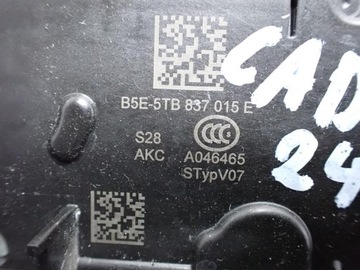 B5E-5TB 837 015 E
CAD
S28
AKC A046465
STypV07
24